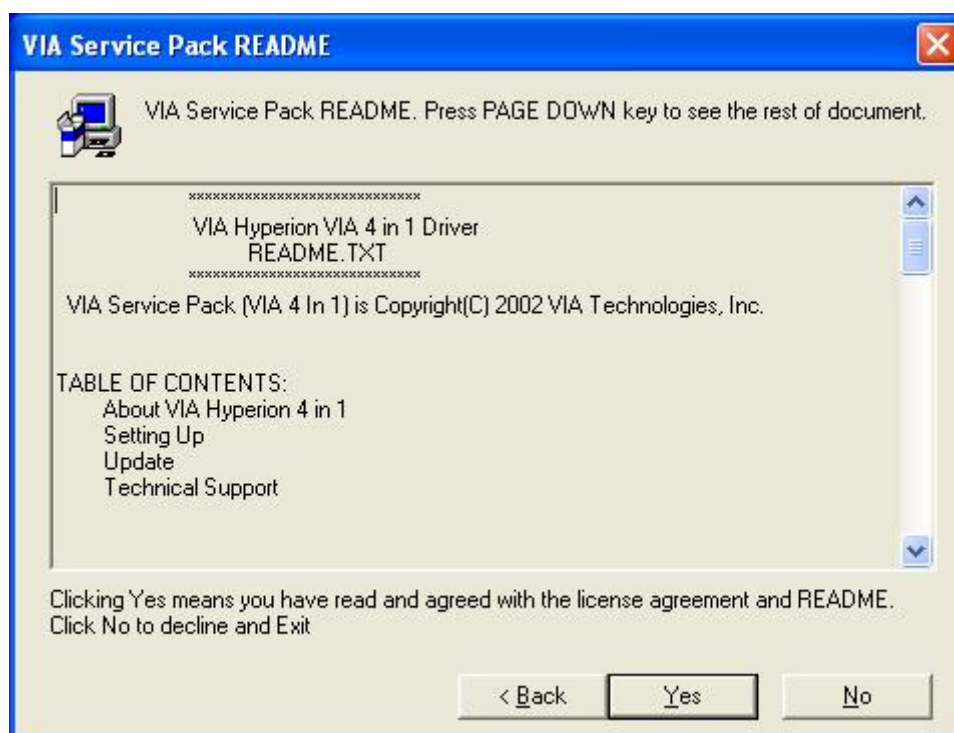 VIA Service Pack README
VIA Service Pack README. Press PAGE DOWN key to see the rest of document.
××××××××××××××××××××××××××××××
VIA Hyperion VIA 4 in 1 Driver
README.TXT
××××××××××××××××××××××××××××××
VIA Service Pack (VIA 4 In 1) is Copyright(C) 2002 VIA Technologies, Inc.
TABLE OF CONTENTS:
About VIA Hyperion 4 in 1
Setting Up
Update
Technical Support
Clicking Yes means you have read and agreed with the license agreement and README.
Click No to decline and Exit
< Back
Yes
No